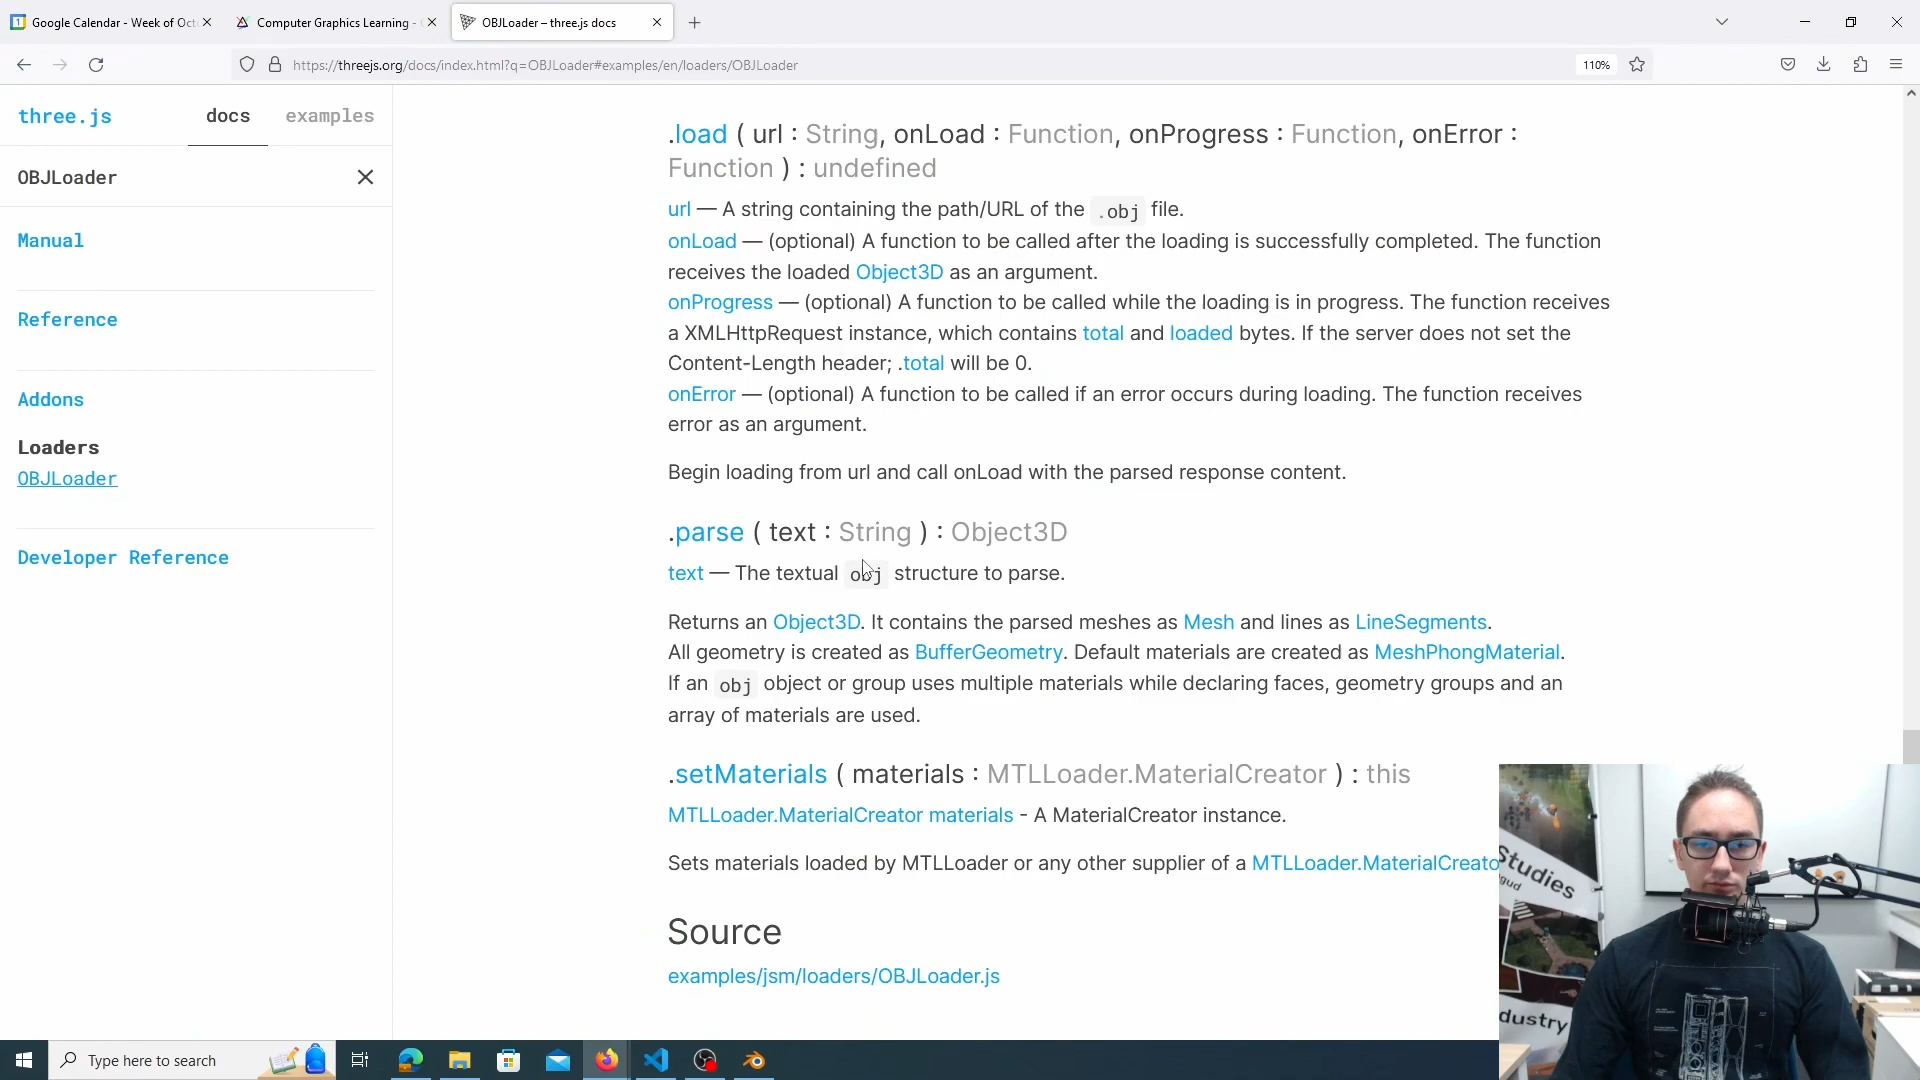 Google Calendar - Week of Oct
Computer Graphics Learning -
OBJLoader – three.js docs
https://threejs.org/docs/index.html?q=OBJLoader#examples/en/loaders/OBJLoader
110%
three.js
docs
examples
OBJLoader
Manual
Reference
Addons
Loaders
OBJLoader
Developer Reference
.load ( url : String, onLoad : Function, onProgress : Function, onError :
Function ) : undefined
url — A string containing the path/URL of the .obj file.
onLoad — (optional) A function to be called after the loading is successfully completed. The function
receives the loaded Object3D as an argument.
onProgress — (optional) A function to be called while the loading is in progress. The function receives
a XMLHttpRequest instance, which contains total and loaded bytes. If the server does not set the
Content-Length header; .total will be 0.
onError — (optional) A function to be called if an error occurs during loading. The function receives
error as an argument.
Begin loading from url and call onLoad with the parsed response content.
.parse ( text : String ) : Object3D
text — The textual obj structure to parse.
Returns an Object3D. It contains the parsed meshes as Mesh and lines as LineSegments.
All geometry is created as BufferGeometry. Default materials are created as MeshPhongMaterial.
If an obj object or group uses multiple materials while declaring faces, geometry groups and an
array of materials are used.
.setMaterials ( materials : MTLLoader.MaterialCreator ) : this
MTLLoader.MaterialCreator materials - A MaterialCreator instance.
Sets materials loaded by MTLLoader or any other supplier of a MTLLoader.MaterialCreato
Source
examples/jsm/loaders/OBJLoader.js
Studies
gud
dustry
Type here to search